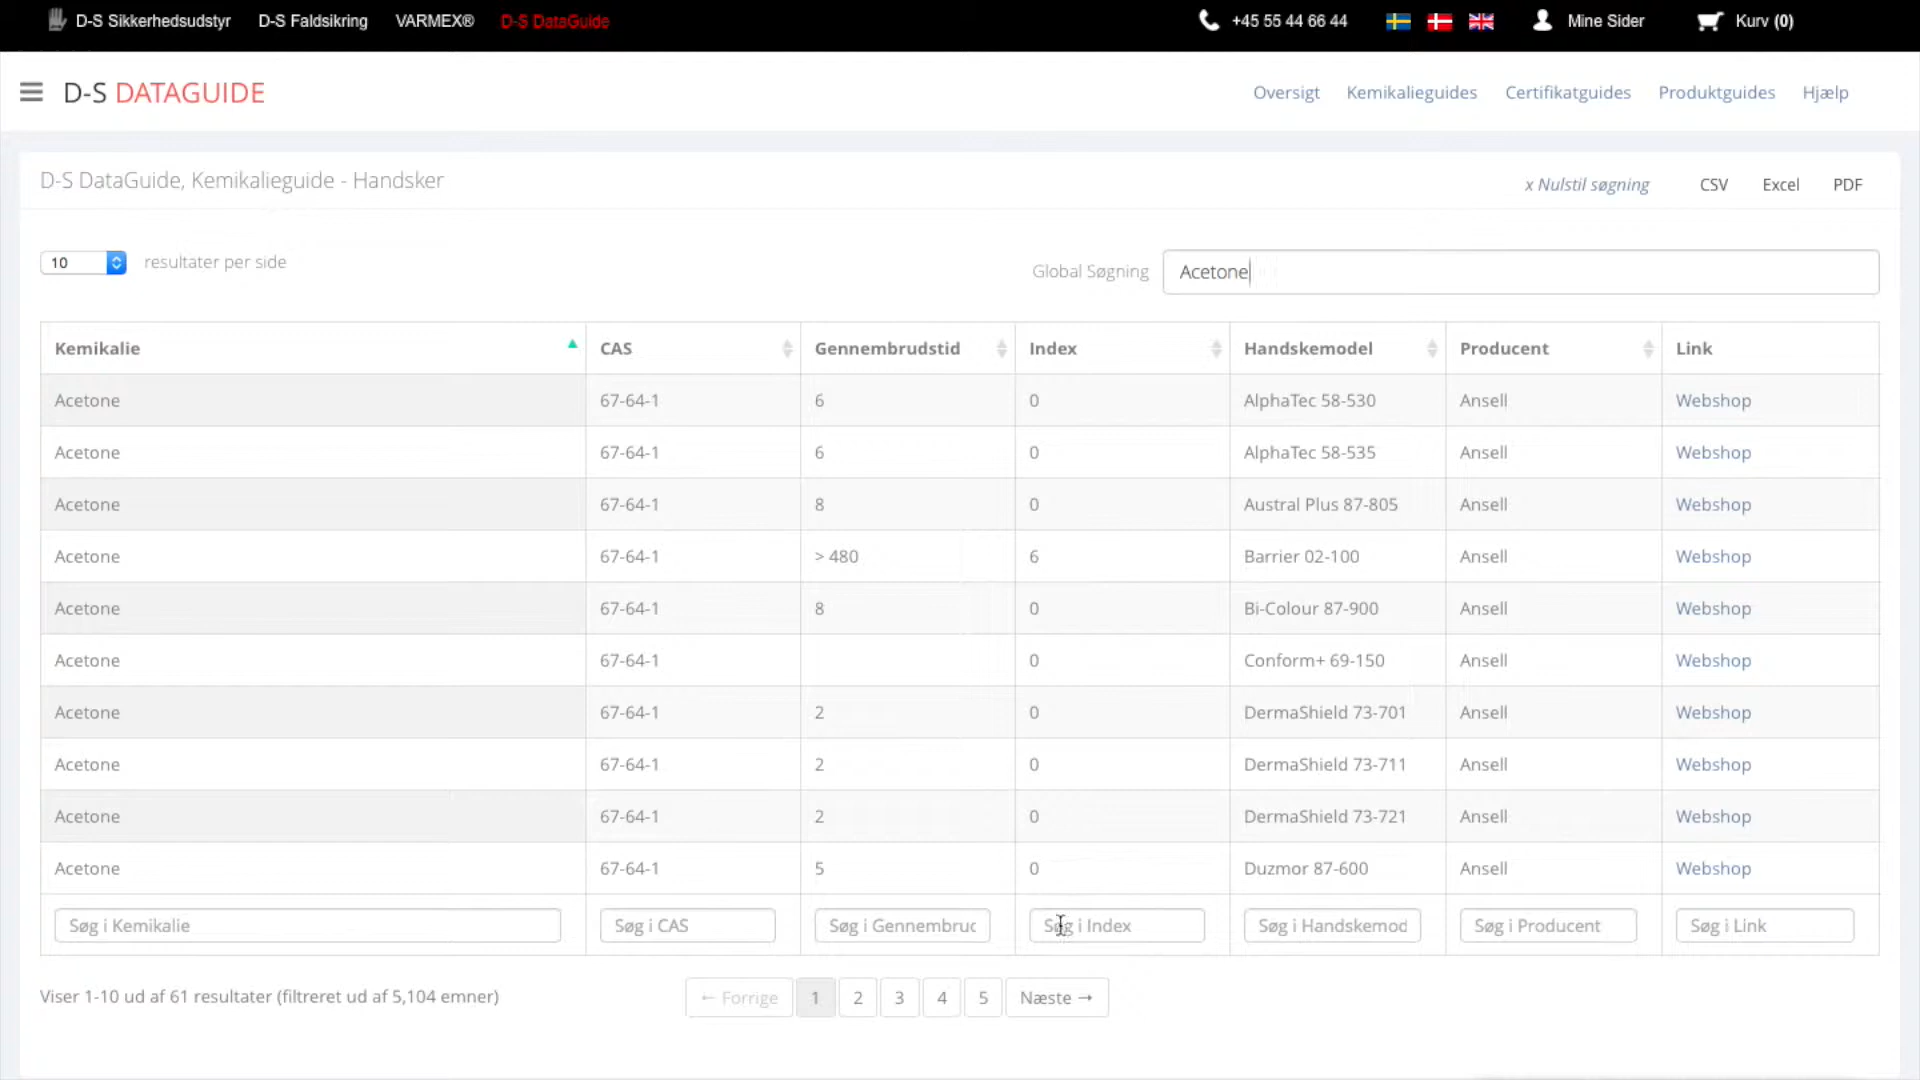 D-S Sikkerhedsudstyr D-S Faldsikring VARMEX® D-S DataGuide +45 55 44 66 44 Mine Sider Kurv (0)
D-S DATAGUIDE Oversigt Kemikalieguides Certifikatguides Produktguides Hjælp
D-S DataGuide, Kemikalieguide - Handsker x Nulstil søgning CSV Excel PDF
10 resultater per side Global Søgning Acetone
Kemikalie CAS Gennembrudstid Index Handskemodel Producent Link
Acetone 67-64-1 6 0 AlphaTec 58-530 Ansell Webshop
Acetone 67-64-1 6 0 AlphaTec 58-535 Ansell Webshop
Acetone 67-64-1 8 0 Austral Plus 87-805 Ansell Webshop
Acetone 67-64-1 > 480 6 Barrier 02-100 Ansell Webshop
Acetone 67-64-1 8 0 Bi-Colour 87-900 Ansell Webshop
Acetone 67-64-1 0 Conform+ 69-150 Ansell Webshop
Acetone 67-64-1 2 0 DermaShield 73-701 Ansell Webshop
Acetone 67-64-1 2 0 DermaShield 73-711 Ansell Webshop
Acetone 67-64-1 2 0 DermaShield 73-721 Ansell Webshop
Acetone 67-64-1 5 0 Duzmor 87-600 Ansell Webshop
Søg i Kemikalie Søg i CAS Søg i Gennembruc Søg i Index Søg i Handskemod Søg i Producent Søg i Link
Viser 1-10 ud af 61 resultater (filtreret ud af 5,104 emner) ← Forrige 1 2 3 4 5 Næste →